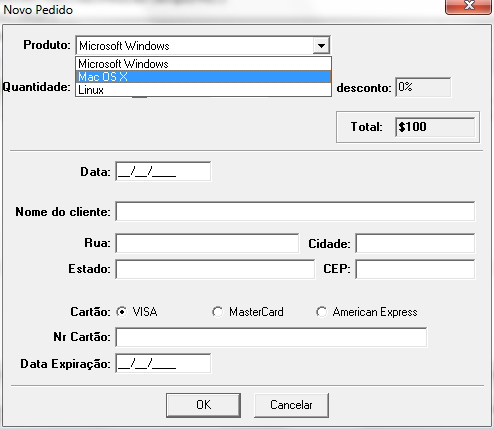 Novo Pedido
Produto: Microsoft Windows
Microsoft Windows
Mac OS X
Linux
Quantidade: desconto: 0%
Total: $100
Data: __/__/____
Nome do cliente:
Rua: Cidade:
Estado: CEP:
Cartão: VISA MasterCard American Express
Nr Cartão:
Data Expiração: __/__/____
OK Cancelar